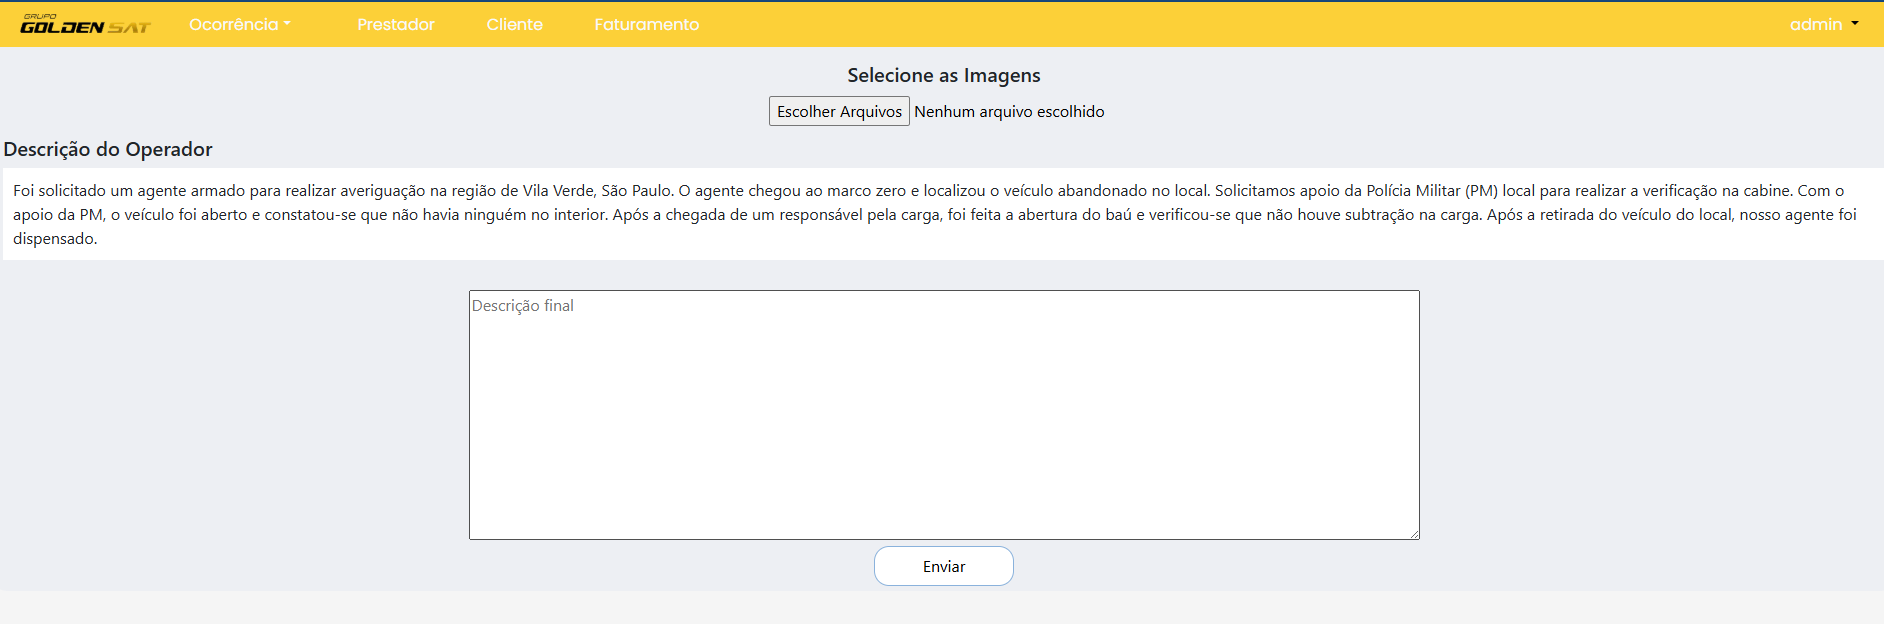 GRUPO
GOLDEN SAT
Ocorrência
Prestador
Cliente
Faturamento
admin
Selecione as Imagens
Escolher Arquivos Nenhum arquivo escolhido
Descrição do Operador
Foi solicitado um agente armado para realizar averiguação na região de Vila Verde, São Paulo. O agente chegou ao marco zero e localizou o veículo abandonado no local. Solicitamos apoio da Polícia Militar (PM) local para realizar a verificação na cabine. Com o
apoio da PM, o veículo foi aberto e constatou-se que não havia ninguém no interior. Após a chegada de um responsável pela carga, foi feita a abertura do baú e verificou-se que não houve subtração na carga. Após a retirada do veículo do local, nosso agente foi
dispensado.
Descrição final
Enviar